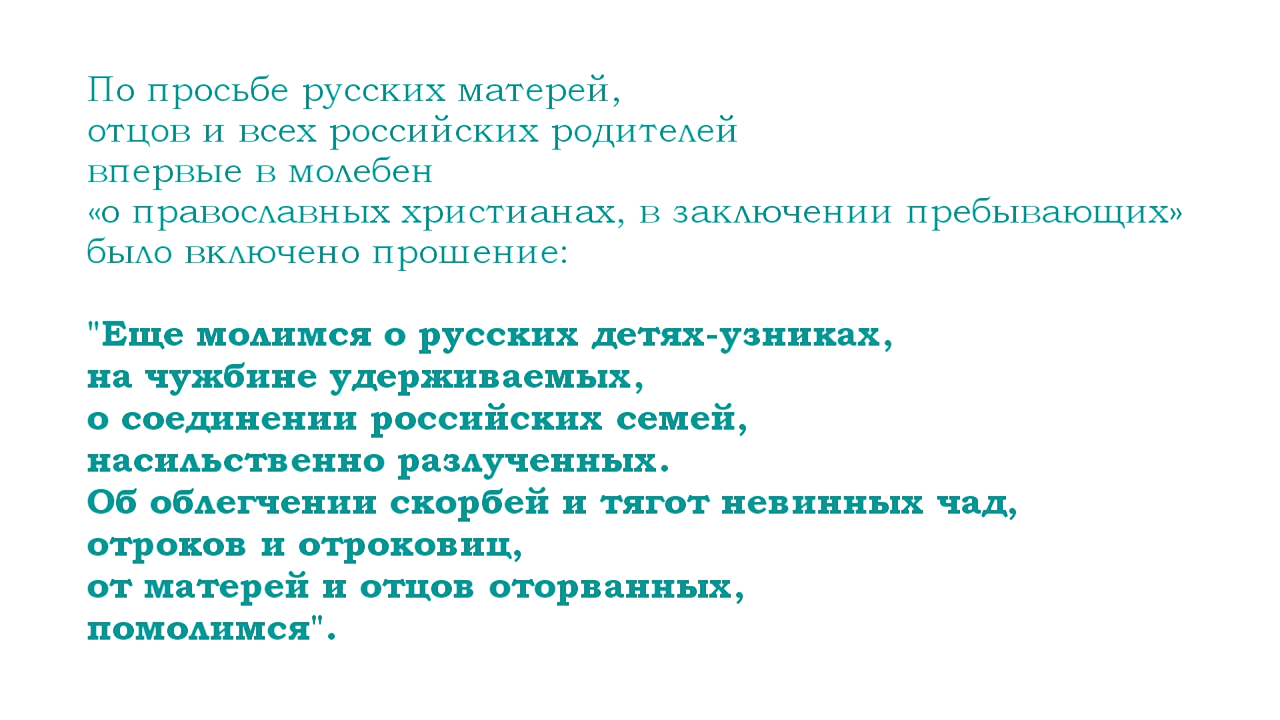 По просьбе русских матерей,
отцов и всех российских родителей
впервые в молебен
«о православных христианах, в заключении пребывающих»
было включено прошение:
"Еще молимся о русских детях-узниках,
на чужбине удерживаемых,
о соединении российских семей,
насильственно разлученных.
Об облегчении скорбей и тягот невинных чад,
отроков и отроковиц,
от матерей и отцов оторванных,
помолимся".